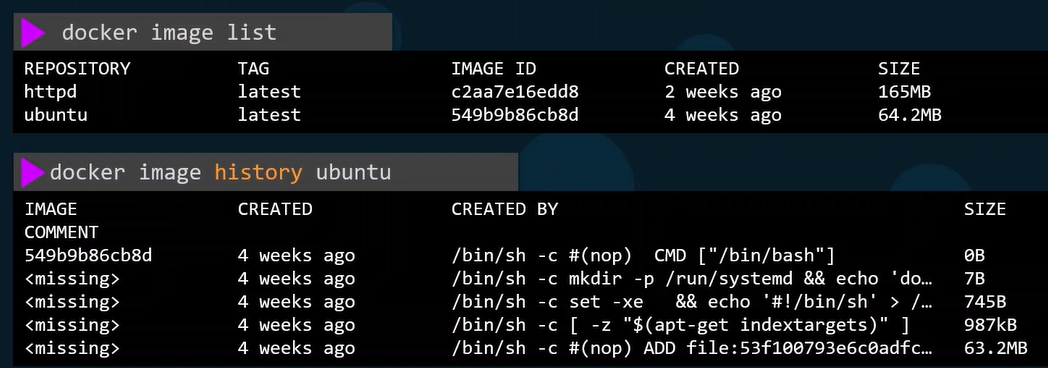 docker image list
REPOSITORY TAG IMAGE ID CREATED SIZE
httpd latest c2aa7e16edd8 2 weeks ago 165MB
ubuntu latest 549b9b86cb8d 4 weeks ago 64.2MB
docker image history ubuntu
IMAGE CREATED CREATED BY SIZE
COMMENT
549b9b86cb8d 4 weeks ago /bin/sh -c #(nop)  CMD ["/bin/bash"] 0B
<missing> 4 weeks ago /bin/sh -c mkdir -p /run/systemd && echo 'do… 7B
<missing> 4 weeks ago /bin/sh -c set -xe   && echo '#!/bin/sh' > /… 745B
<missing> 4 weeks ago /bin/sh -c [ -z "$(apt-get indextargets)" ] 987kB
<missing> 4 weeks ago /bin/sh -c #(nop) ADD file:53f100793e6c0adfc… 63.2MB